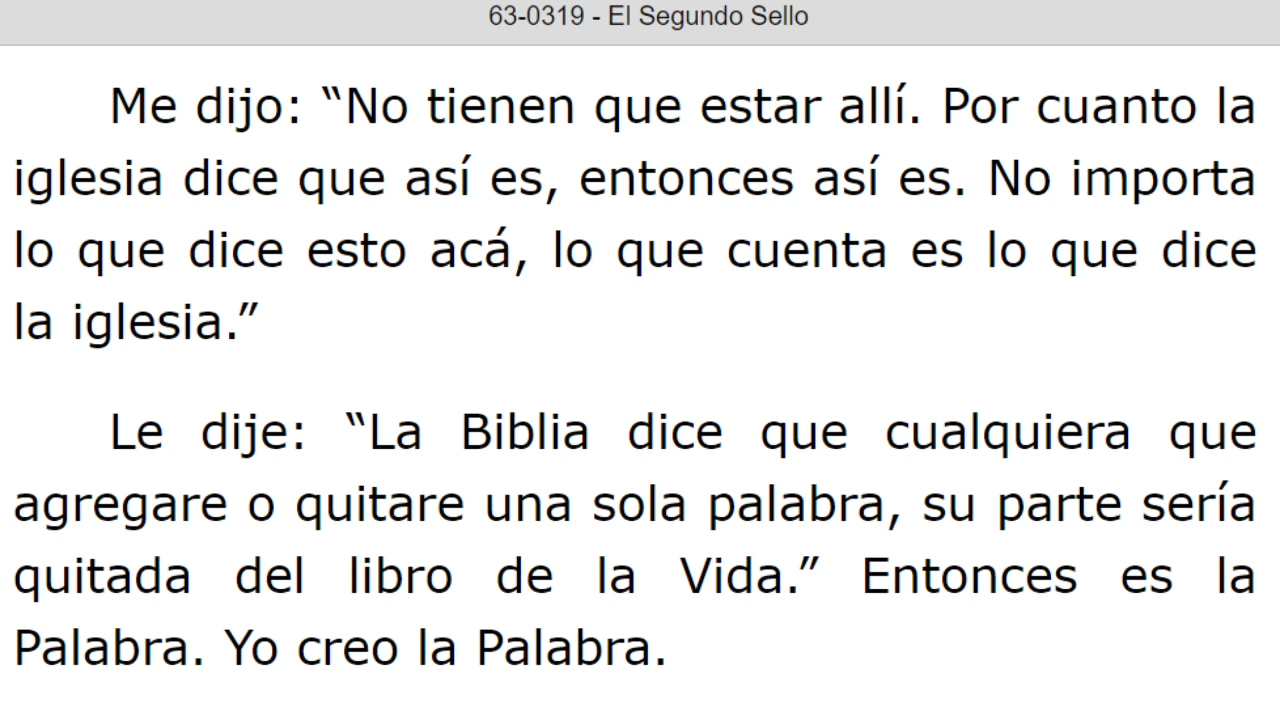 63-0319 - El Segundo Sello
Me dijo: “No tienen que estar allí. Por cuanto la
iglesia dice que así es, entonces así es. No importa
lo que dice esto acá, lo que cuenta es lo que dice
la iglesia.”
Le dije: “La Biblia dice que cualquiera que
agregare o quitare una sola palabra, su parte sería
quitada del libro de la Vida.” Entonces es la
Palabra. Yo creo la Palabra.